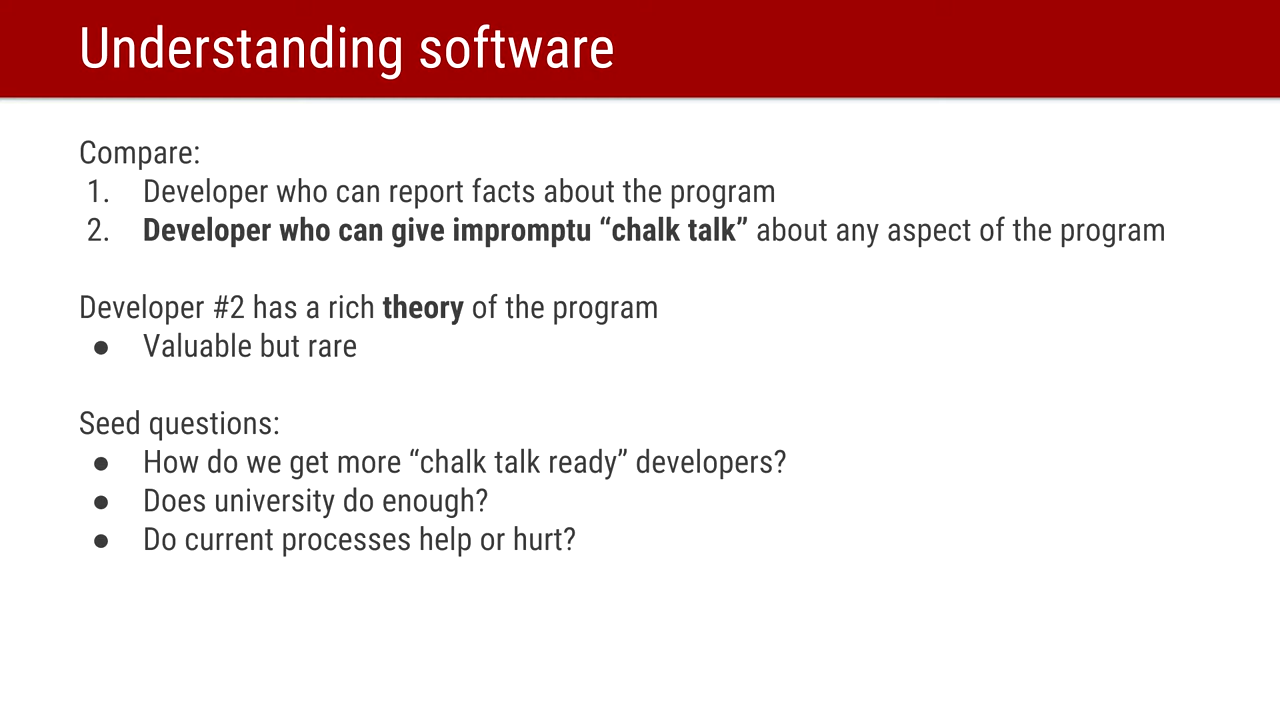 Understanding software
Compare:
1. Developer who can report facts about the program
2. Developer who can give impromptu “chalk talk” about any aspect of the program
Developer #2 has a rich theory of the program
● Valuable but rare
Seed questions:
● How do we get more “chalk talk ready” developers?
● Does university do enough?
● Do current processes help or hurt?